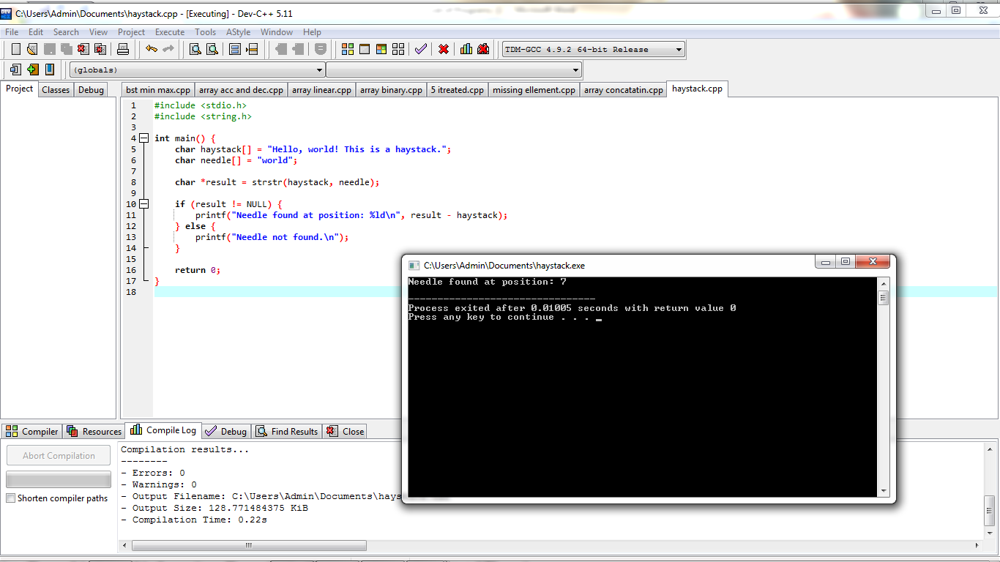 C:\Users\Admin\Documents\haystack.cpp - [Executing] - Dev-C++ 5.11
File Edit Search View Project Execute Tools AStyle Window Help
TDM-GCC 4.9.2 64-bit Release
(globals)
Project Classes Debug
bst min max.cpp array acc and dec.cpp array linear.cpp array binary.cpp 5 itreated.cpp missing ellement.cpp array concatatin.cpp haystack.cpp
1 #include <stdio.h>
2 #include <string.h>
3
4 int main() {
5 char haystack[] = "Hello, world! This is a haystack.";
6 char needle[] = "world";
7
8 char *result = strstr(haystack, needle);
9
10 if (result != NULL) {
11 printf("Needle found at position: %ld\n", result - haystack);
12 } else {
13 printf("Needle not found.\n");
14 }
15
16 return 0;
17 }
18
C:\Users\Admin\Documents\haystack.exe
Needle found at position: 7
--------------------------------
Process exited after 0.01005 seconds with return value 0
Press any key to continue . . . _
Compiler Resources Compile Log Debug Find Results Close
Abort Compilation
Shorten compiler paths
Compilation results...
--------
- Errors: 0
- Warnings: 0
- Output Filename: C:\Users\Admin\Documents\hays
- Output Size: 128.771484375 KiB
- Compilation Time: 0.22s